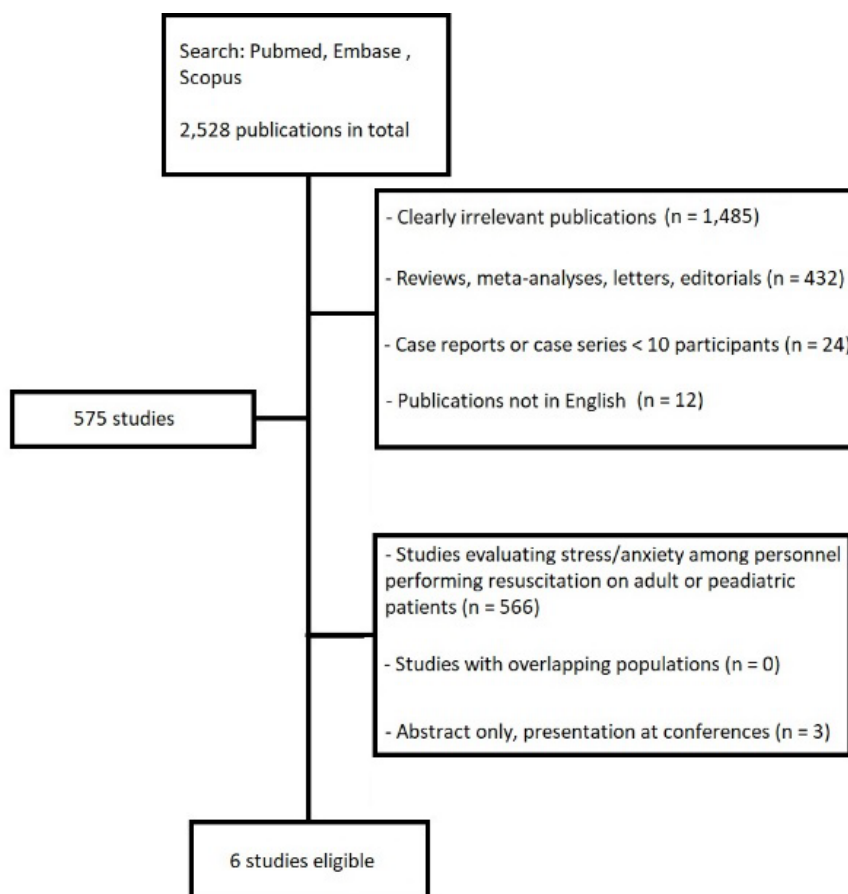 Search: Pubmed, Embase ,
Scopus
2,528 publications in total
- Clearly irrelevant publications (n = 1,485)
- Reviews, meta-analyses, letters, editorials (n = 432)
- Case reports or case series < 10 participants (n = 24)
- Publications not in English (n = 12)
575 studies
- Studies evaluating stress/anxiety among personnel
performing resuscitation on adult or peadiatric
patients (n = 566)
- Studies with overlapping populations (n = 0)
- Abstract only, presentation at conferences (n = 3)
6 studies eligible